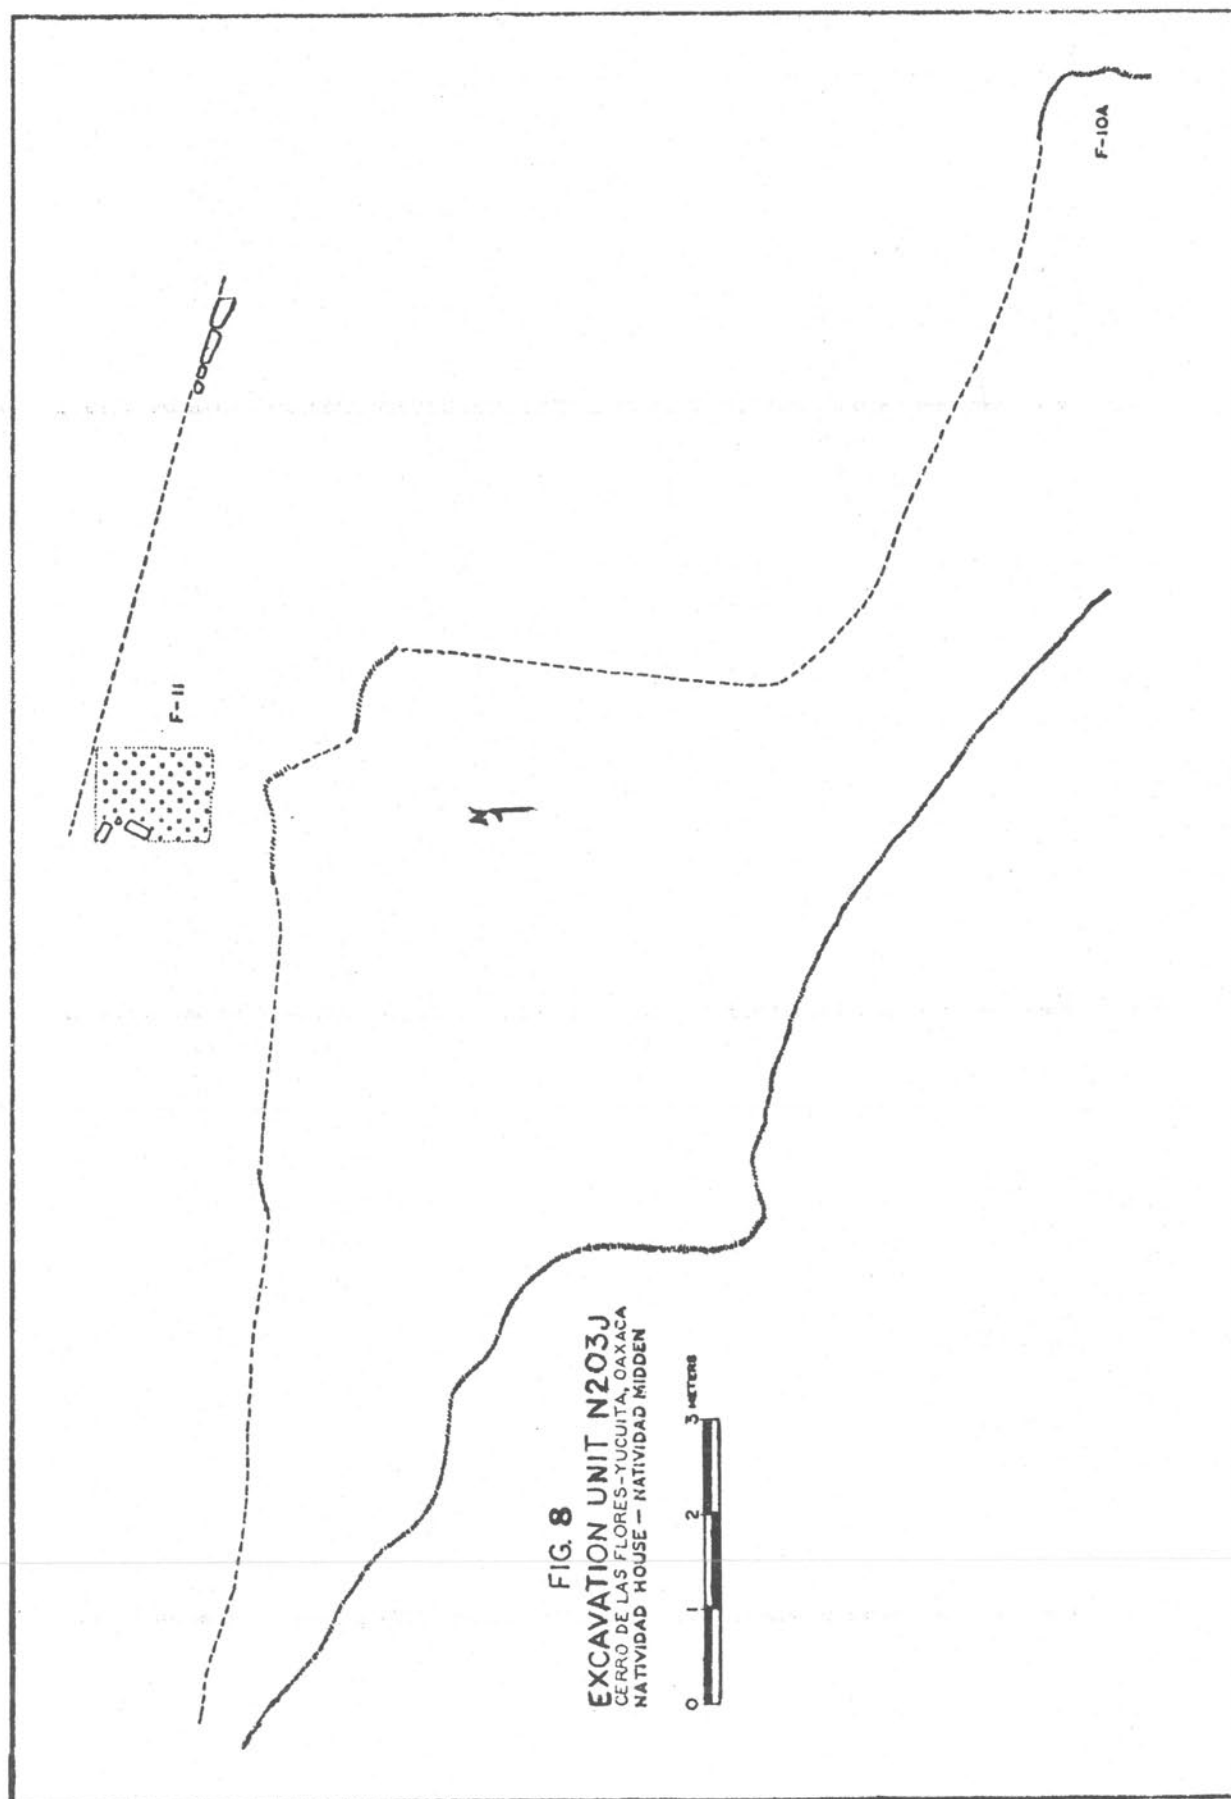 F-10A
F-11
N
FIG. 8
EXCAVATION UNIT N203J
CERRO DE LAS FLORES-YUCUITA, OAXACA
NATIVIDAD HOUSE — NATIVIDAD MIDDEN
0 1 2 3 METERS